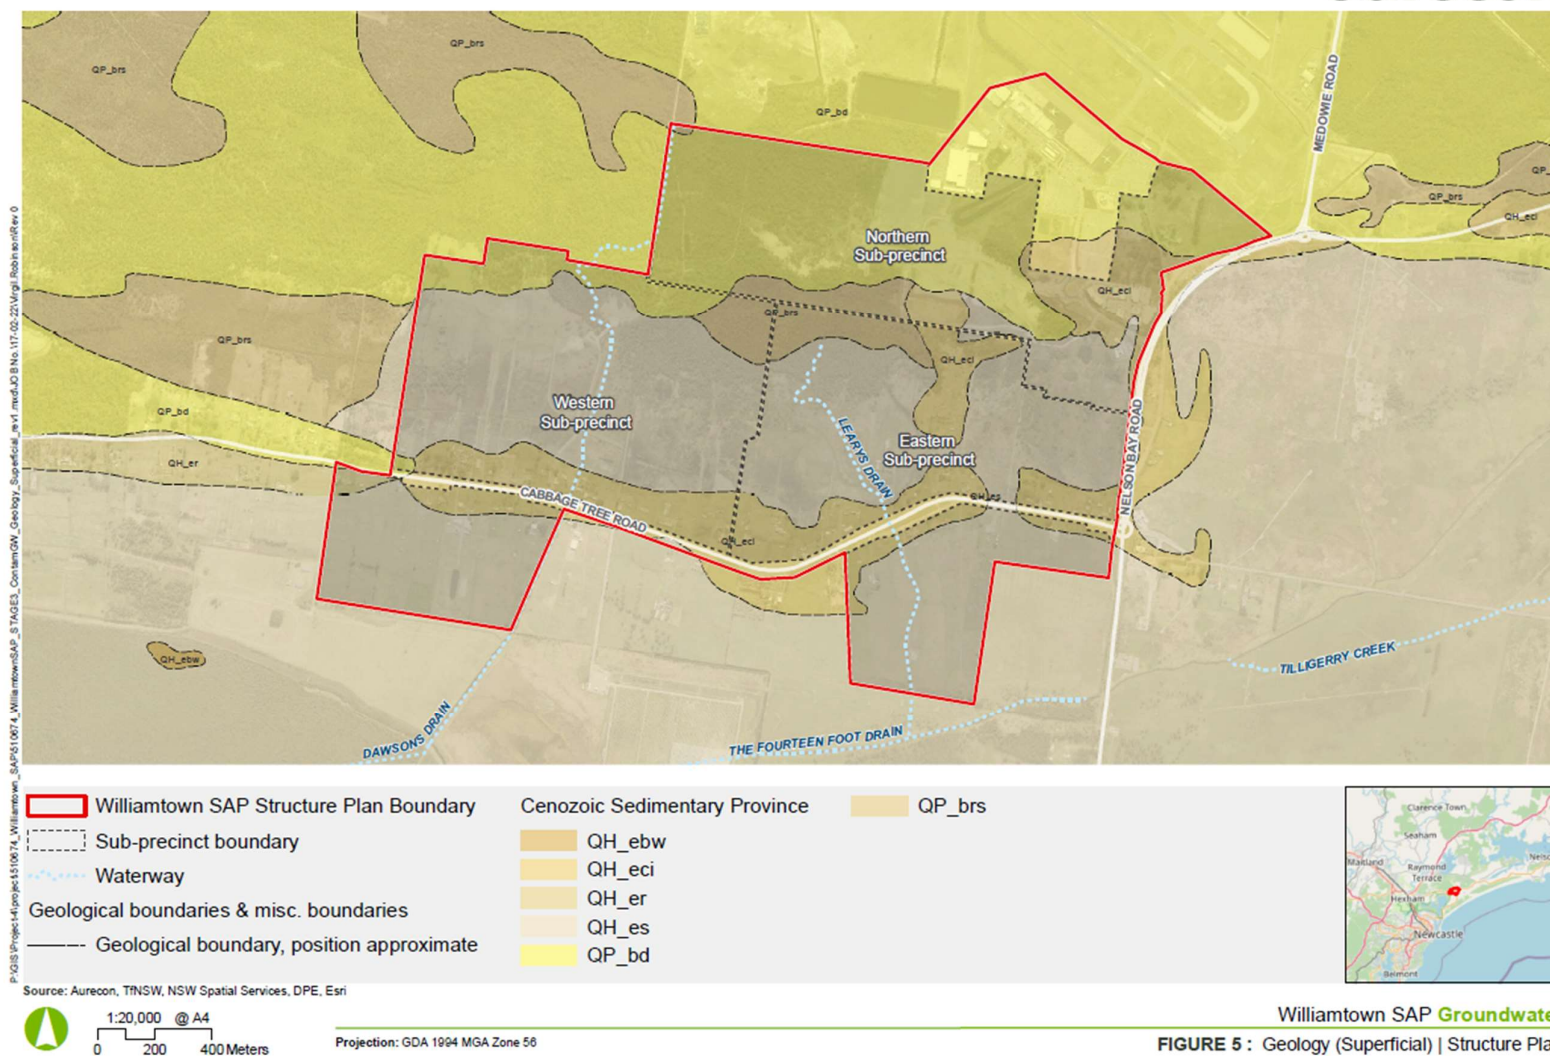 QP_brs
QP_brs
QP_bd
MEDOWIE ROAD
QP_
QP_brs
QH_eci
Northern
Sub-precinct
QH_eci
QP_brs
QP_brs
QH_eci
QP_bd
Western
Sub-precinct
LEARYS DRAIN
Eastern
Sub-precinct
NELSON BAY ROAD
QH_er
CABBAGE TREE ROAD
QH_es
QH_eci
QH_ebw
TILLIGERRY CREEK
DAWSONS DRAIN
THE FOURTEEN FOOT DRAIN
Williamtown SAP Structure Plan Boundary
Sub-precinct boundary
Waterway
Geological boundaries & misc. boundaries
Geological boundary, position approximate
Cenozoic Sedimentary Province
QH_ebw
QH_eci
QH_er
QH_es
QP_bd
QP_brs
Clarence Town
Seaham
Maitland
Raymond
Terrace
Nelso
Hexham
Newcastle
Belmont
Source: Aurecon, TfNSW, NSW Spatial Services, DPE, Esri
1:20,000 @ A4
0 200 400 Meters
Projection: GDA 1994 MGA Zone 56
Williamtown SAP Groundwate
FIGURE 5 : Geology (Superficial) | Structure Pla